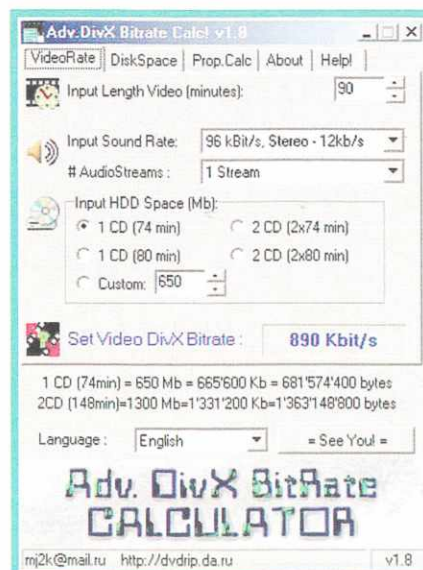 Adv.DivX Bitrate Calc! v1.8
VideoRate DiskSpace Prop.Calc About Help!
Input Length Video (minutes): 90
Input Sound Rate: 96 kBit/s, Stereo - 12kb/s
# AudioStreams : 1 Stream
Input HDD Space (Mb):
1 CD (74 min) 2 CD (2x74 min)
1 CD (80 min) 2 CD (2x80 min)
Custom: 650
Set Video DivX Bitrate : 890 Kbit/s
1 CD (74min) = 650 Mb = 665'600 Kb = 681'574'400 bytes
2CD (148min)=1300 Mb=1'331'200 Kb=1'363'148'800 bytes
Language : English = See You! =
Adv. DivX BitRate
CALCULATOR
mj2k@mail.ru http://dvdrip.da.ru v1.8